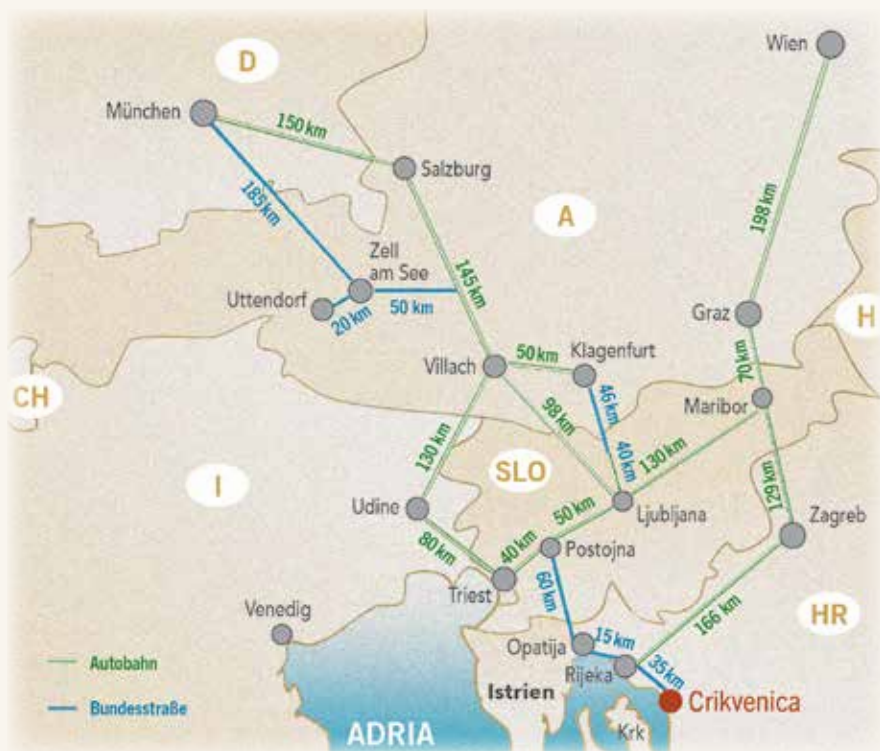 Wien
D
München
150 km
Salzburg
185 km
A
198 km
Zell
am See
145 km
Uttendorf
20 km
50 km
Graz
H
50 km
Klagenfurt
70 km
Villach
CH
46 km
Maribor
98 km
130 km
SLO
40 km
130 km
129 km
I
50 km
Ljubljana
Udine
Zagreb
80 km
40 km
Postojna
Triest
60 km
166 km
HR
Venedig
Opatija
15 km
Rijeka
35 km
Autobahn
Istrien
Crikvenica
Bundesstraße
ADRIA
Krk